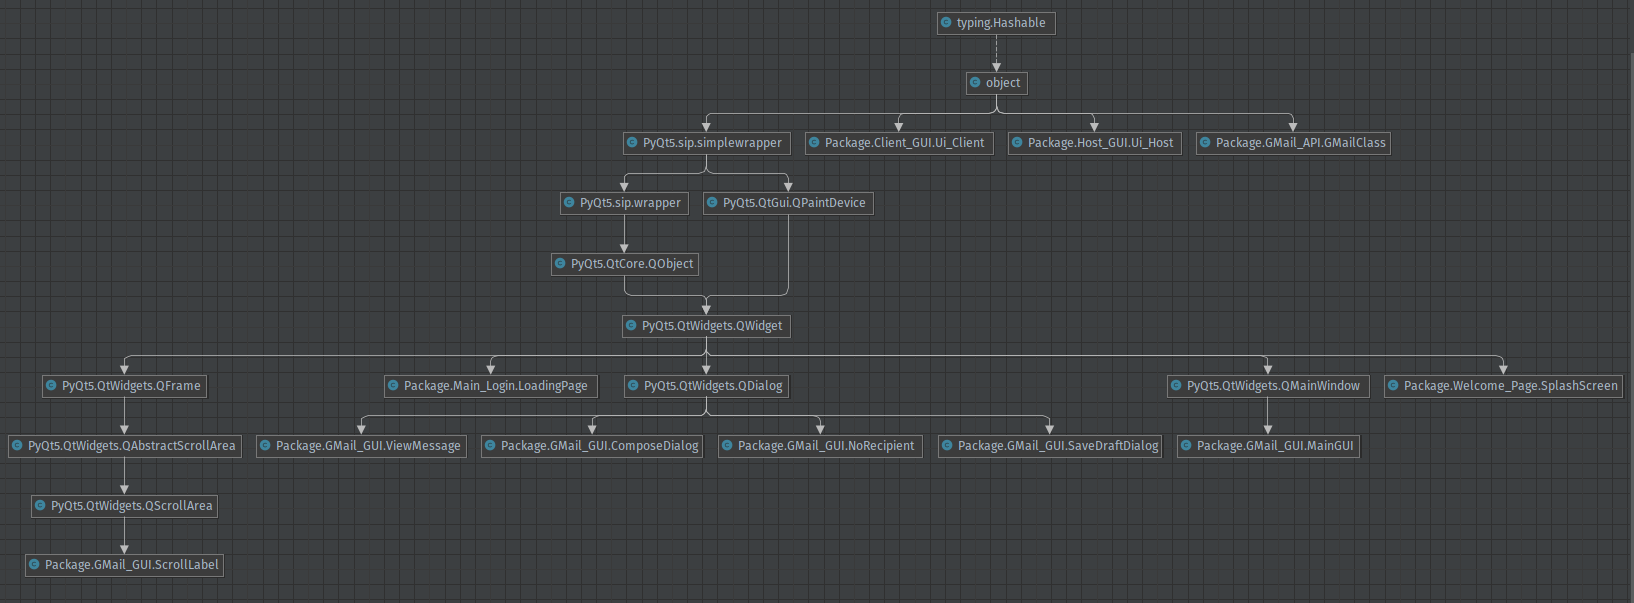 typing.Hashable
object
PyQt5.sip.simplewrapper
Package.Client_GUI.Ui_Client
Package.Host_GUI.Ui_Host
Package.GMail_API.GMailClass
PyQt5.sip.wrapper
PyQt5.QtGui.QPaintDevice
PyQt5.QtCore.QObject
PyQt5.QtWidgets.QWidget
PyQt5.QtWidgets.QFrame
Package.Main_Login.LoadingPage
PyQt5.QtWidgets.QDialog
PyQt5.QtWidgets.QMainWindow
Package.Welcome_Page.SplashScreen
PyQt5.QtWidgets.QAbstractScrollArea
Package.GMail_GUI.ViewMessage
Package.GMail_GUI.ComposeDialog
Package.GMail_GUI.NoRecipient
Package.GMail_GUI.SaveDraftDialog
Package.GMail_GUI.MainGUI
PyQt5.QtWidgets.QScrollArea
Package.GMail_GUI.ScrollLabel